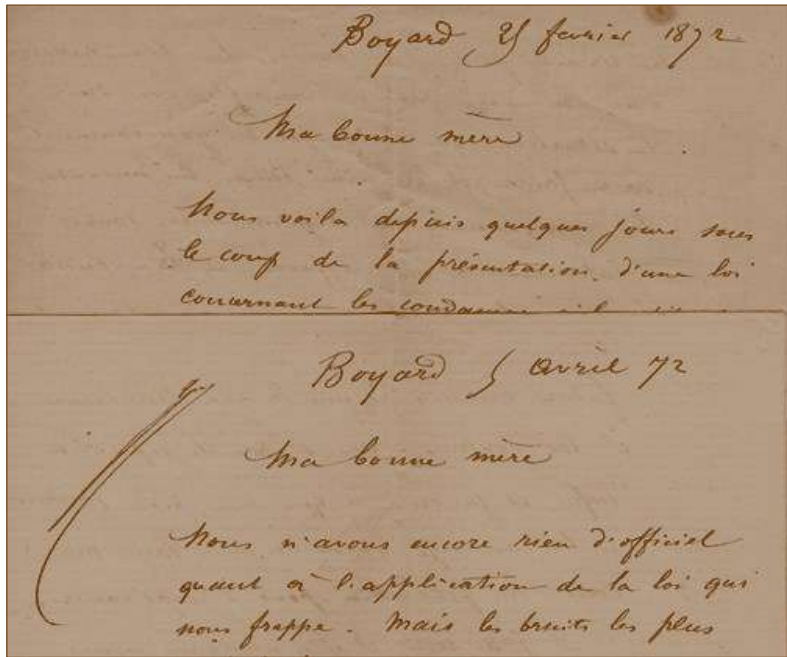 Boyard 25 fevrier 1872
Ma bonne mère
Nous voila depuis quelques jours sous
le coup de la présentation d'une loi
concernant les condamnés
Boyard 5 avril 72
Ma bonne mère
Nous n'avons encore rien d'officiel
quant à l'application de la loi qui
nous frappe. Mais les bruits les plus